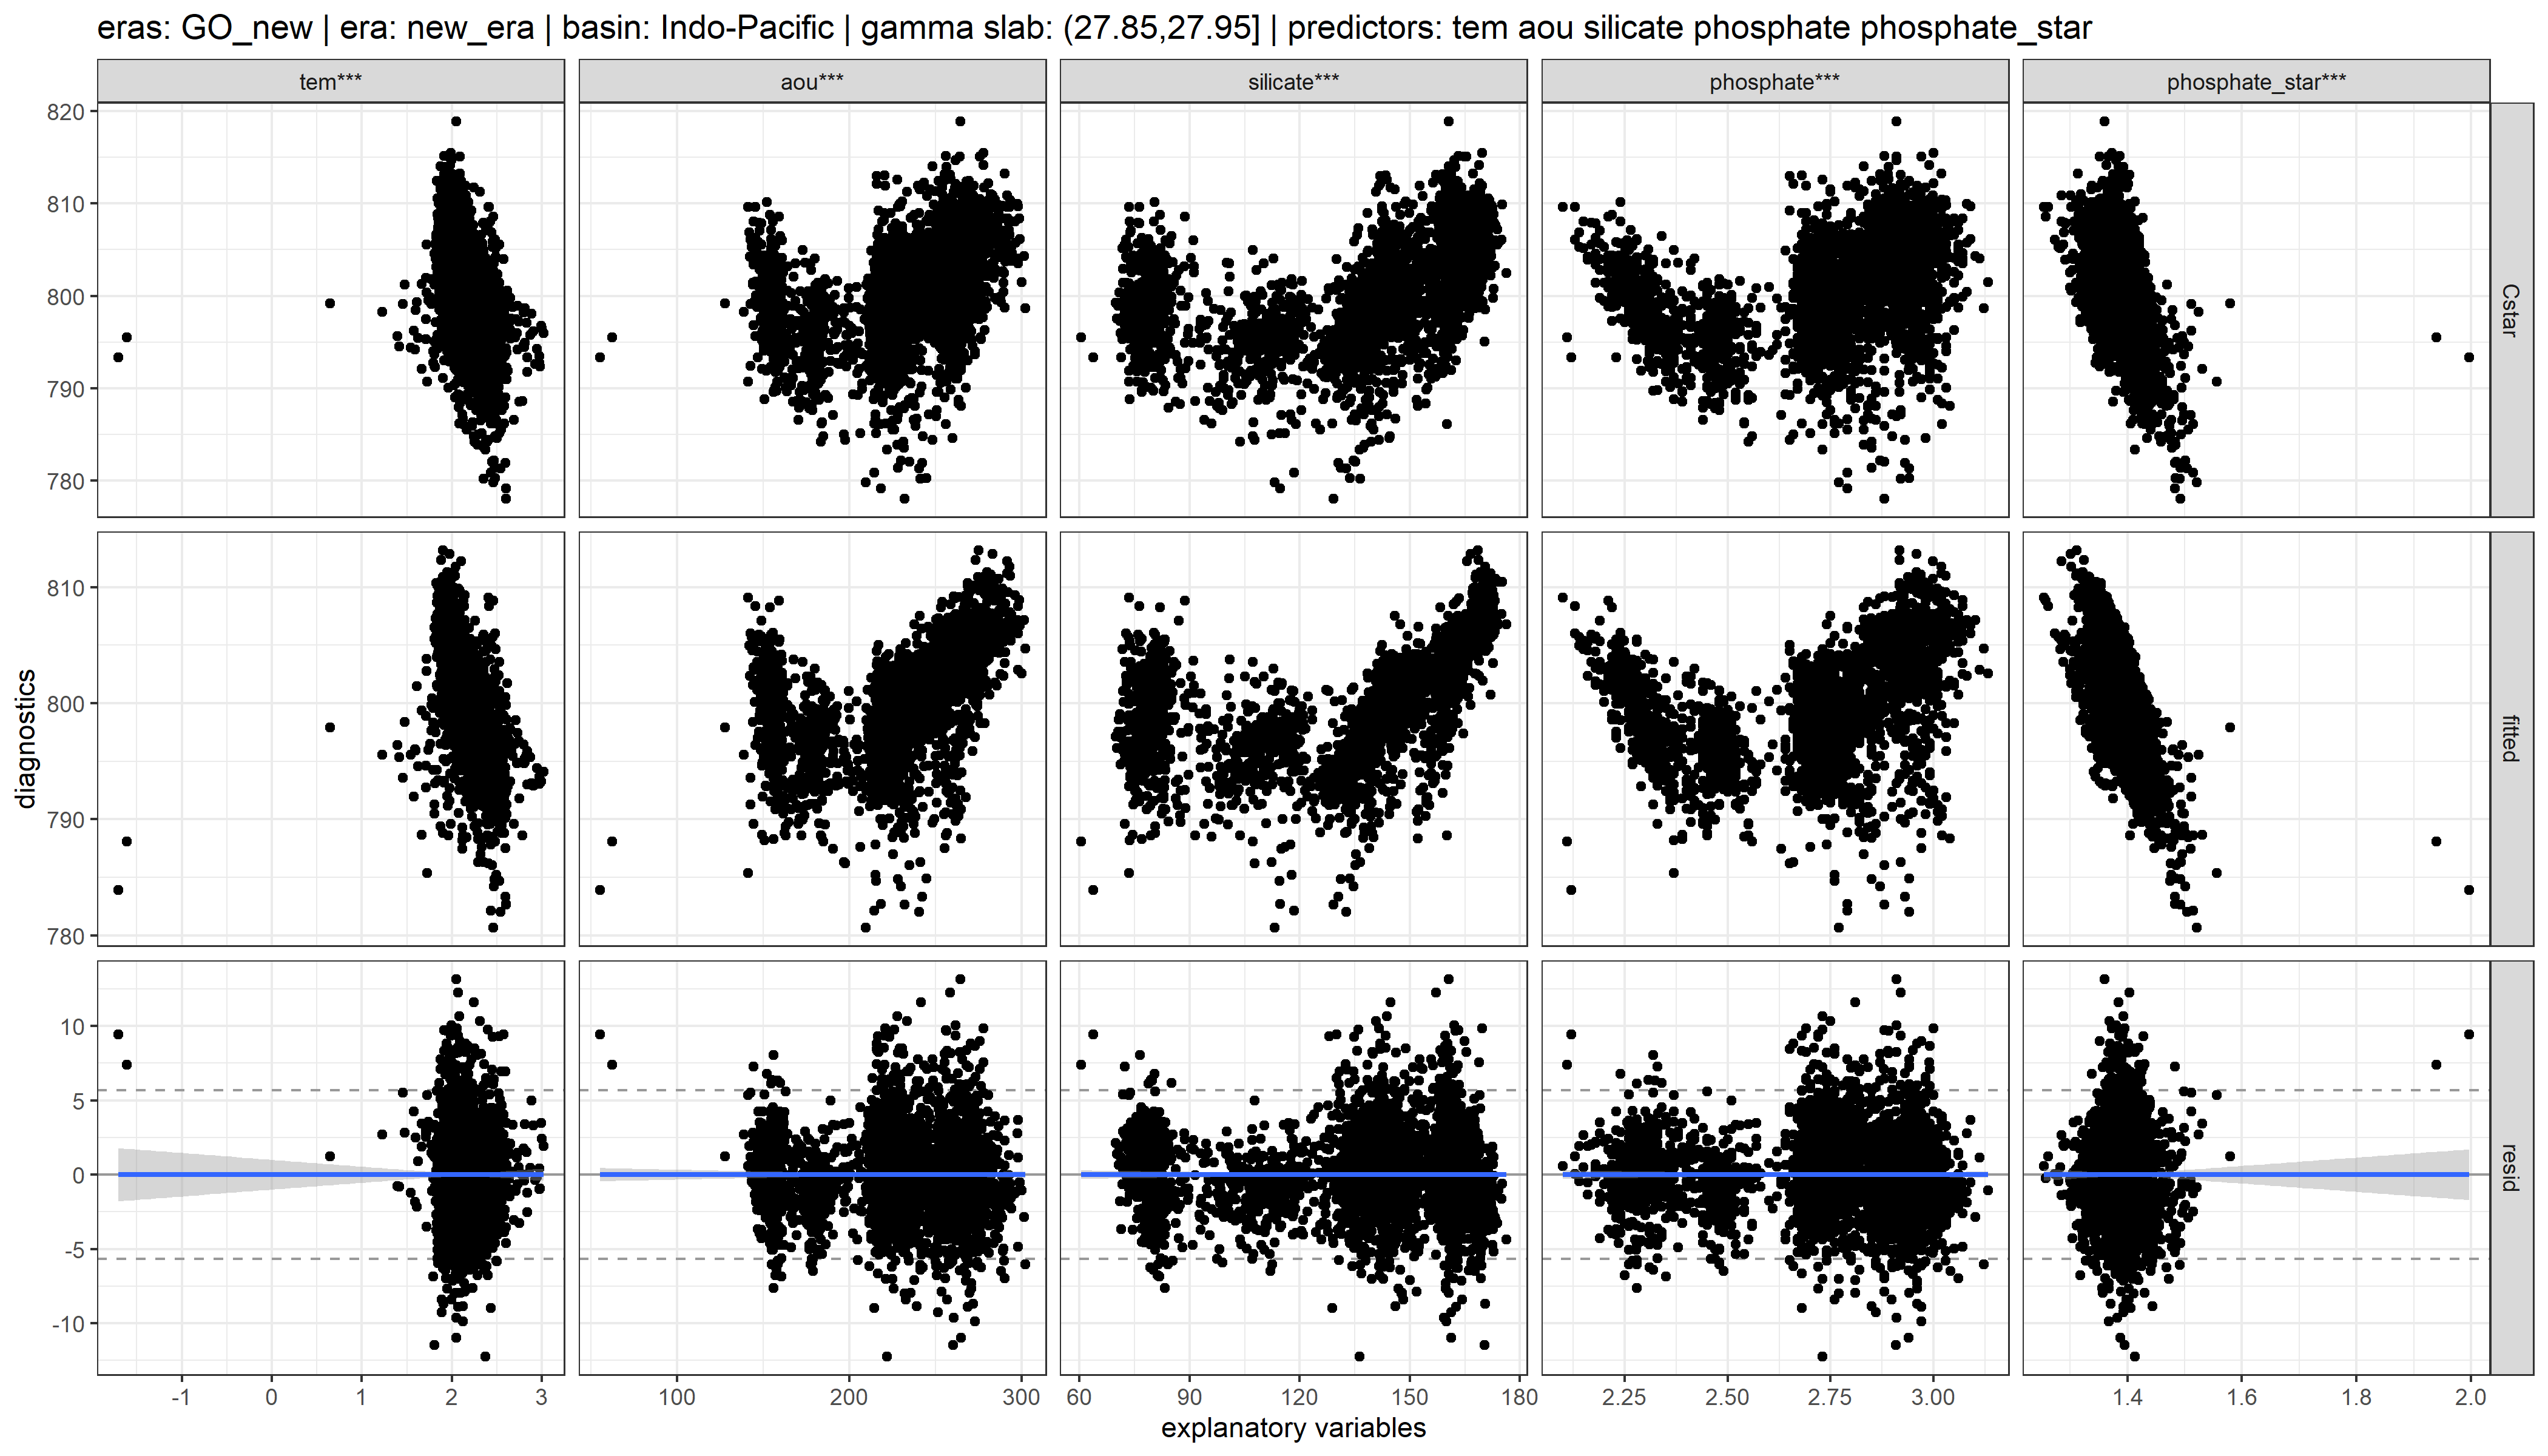 eras: GO_new | era: new_era | basin: Indo-Pacific | gamma slab: (27.85,27.95] | predictors: tem aou silicate phosphate phosphate_star
tem*** aou*** silicate*** phosphate*** phosphate_star***
820
810
800
790
780
Cstar
810
800
790
780
fitted
10
5
0
-5
-10
resid
diagnostics
-1 0 1 2 3 100 200 300 60 90 120 150 180 2.25 2.50 2.75 3.00 1.4 1.6 1.8 2.0
explanatory variables